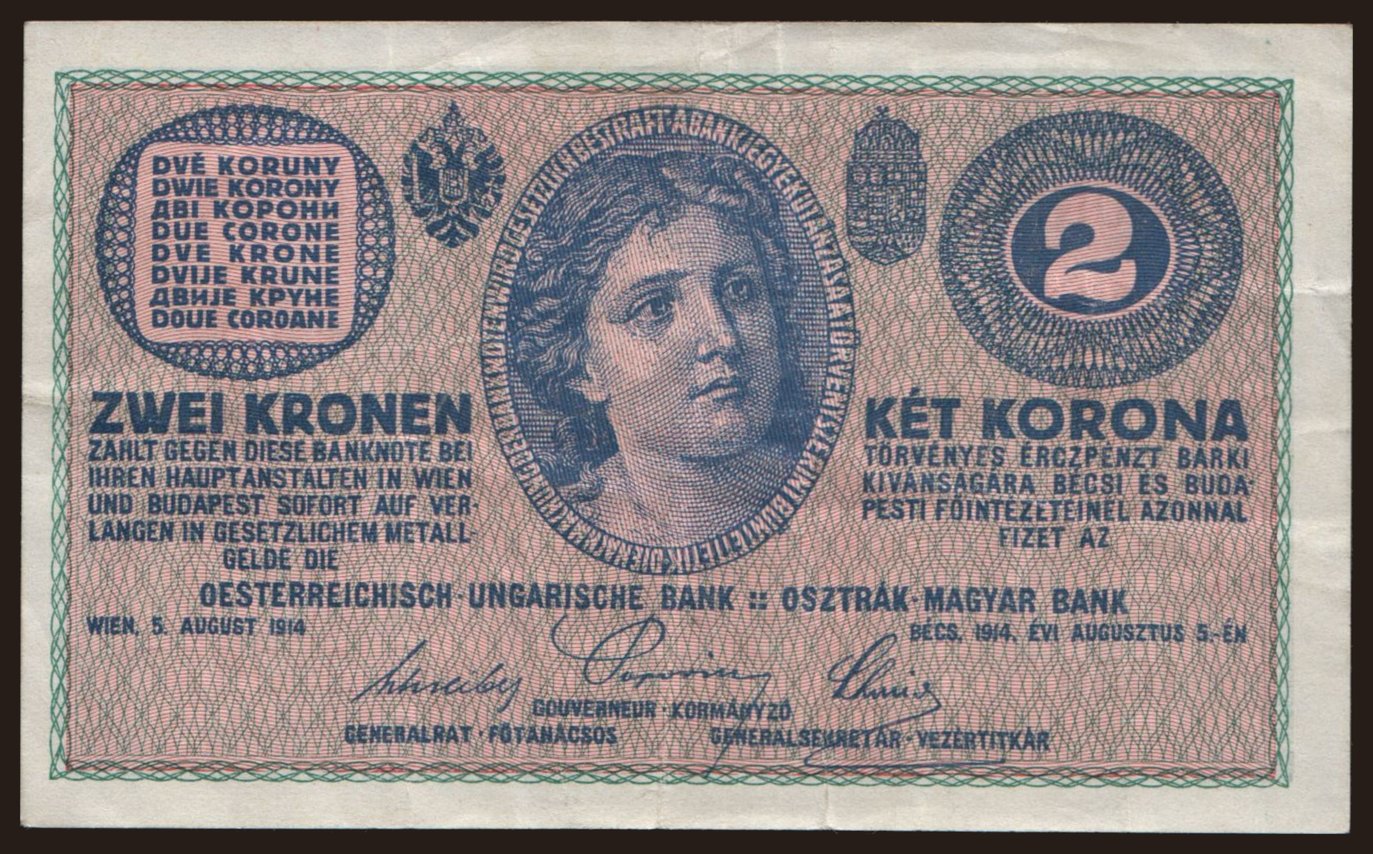 DVĚ KORUNY
DWIE KORONY
ДВІ КОРОНИ
DUE CORONE
DVE KRONE
DVIJE KRUNE
ДВИЈЕ КРУНЕ
DOUE COROANE
2
ZWEI KRONEN
ZAHLT GEGEN DIESE BANKNOTE BEI
IHREN HAUPTANSTALTEN IN WIEN
UND BUDAPEST SOFORT AUF VER-
LANGEN IN GESETZLICHEM METALL
GELDE DIE
KÉT KORONA
TÖRVÉNYES ÉRCZPÉNZT BÁRKI
KÍVÁNSÁGÁRA BÉCSI ÉS BUDA-
PESTI FŐINTÉZETEINÉL AZONNAL
FIZET AZ
OESTERREICHISCH-UNGARISCHE BANK :: OSZTRÁK-MAGYAR BANK
WIEN, 5. AUGUST 1914
BÉCS, 1914. ÉVI AUGUSZTUS 5.-ÉN
GOUVERNEUR · KORMÁNYZÓ
GENERALRAT · FŐTANÁCSOS
GENERALSEKRETÄR · VEZÉRTITKÁR